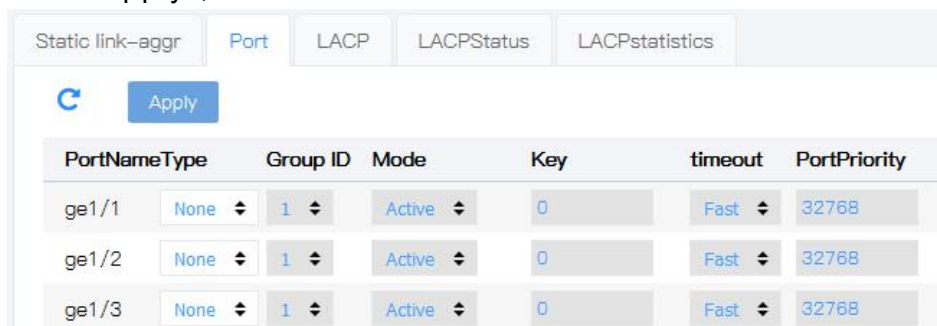 Static link-aggr Port LACP LACPStatus LACPstatistics
Apply
PortNameType Group ID Mode Key timeout PortPriority
ge1/1 None 1 Active 0 Fast 32768
ge1/2 None 1 Active 0 Fast 32768
ge1/3 None 1 Active 0 Fast 32768